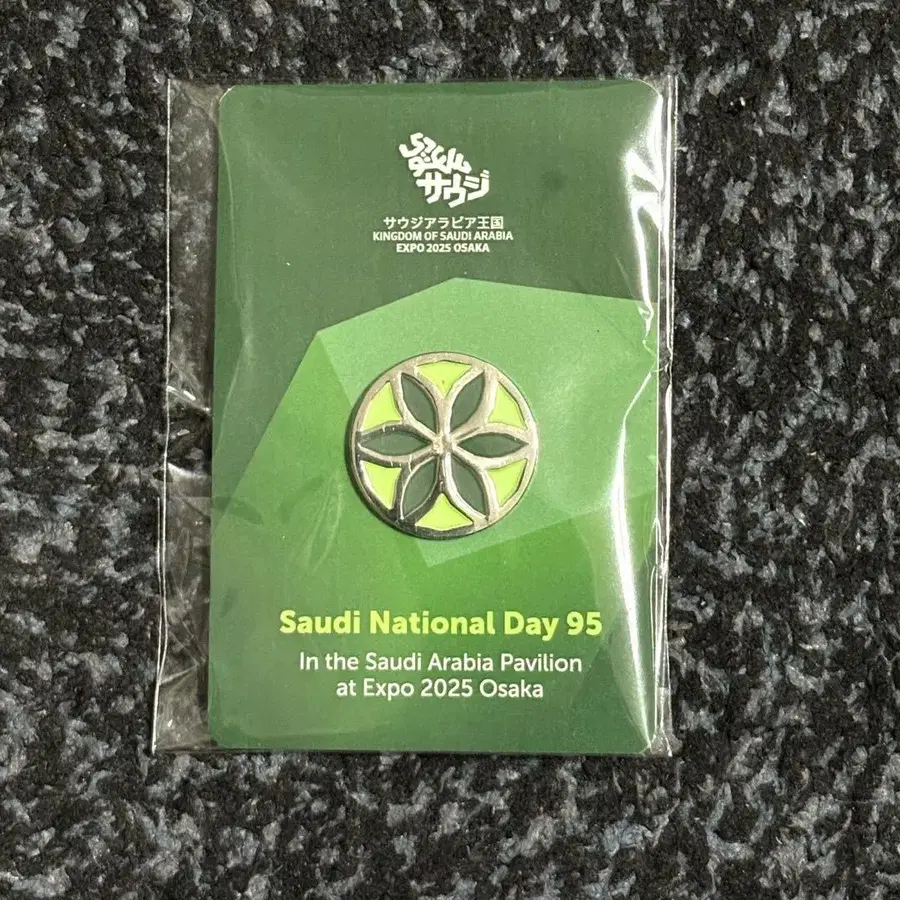 السعودية
サウジ
サウジアラビア王国
KINGDOM OF SAUDI ARABIA
EXPO 2025 OSAKA
Saudi National Day 95
In the Saudi Arabia Pavilion
at Expo 2025 Osaka